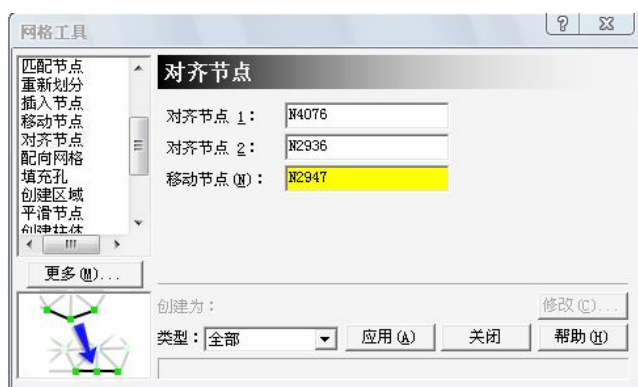 网格工具
匹配节点
重新划分
插入节点
移动节点
对齐节点
配向网格
填充孔
创建区域
平滑节点
创建柱体
更多(M)...
对齐节点
对齐节点 1:
N4076
对齐节点 2:
N2936
移动节点(N):
N2947
创建为:
修改(C)...
类型:
全部
应用(A)
关闭
帮助(H)